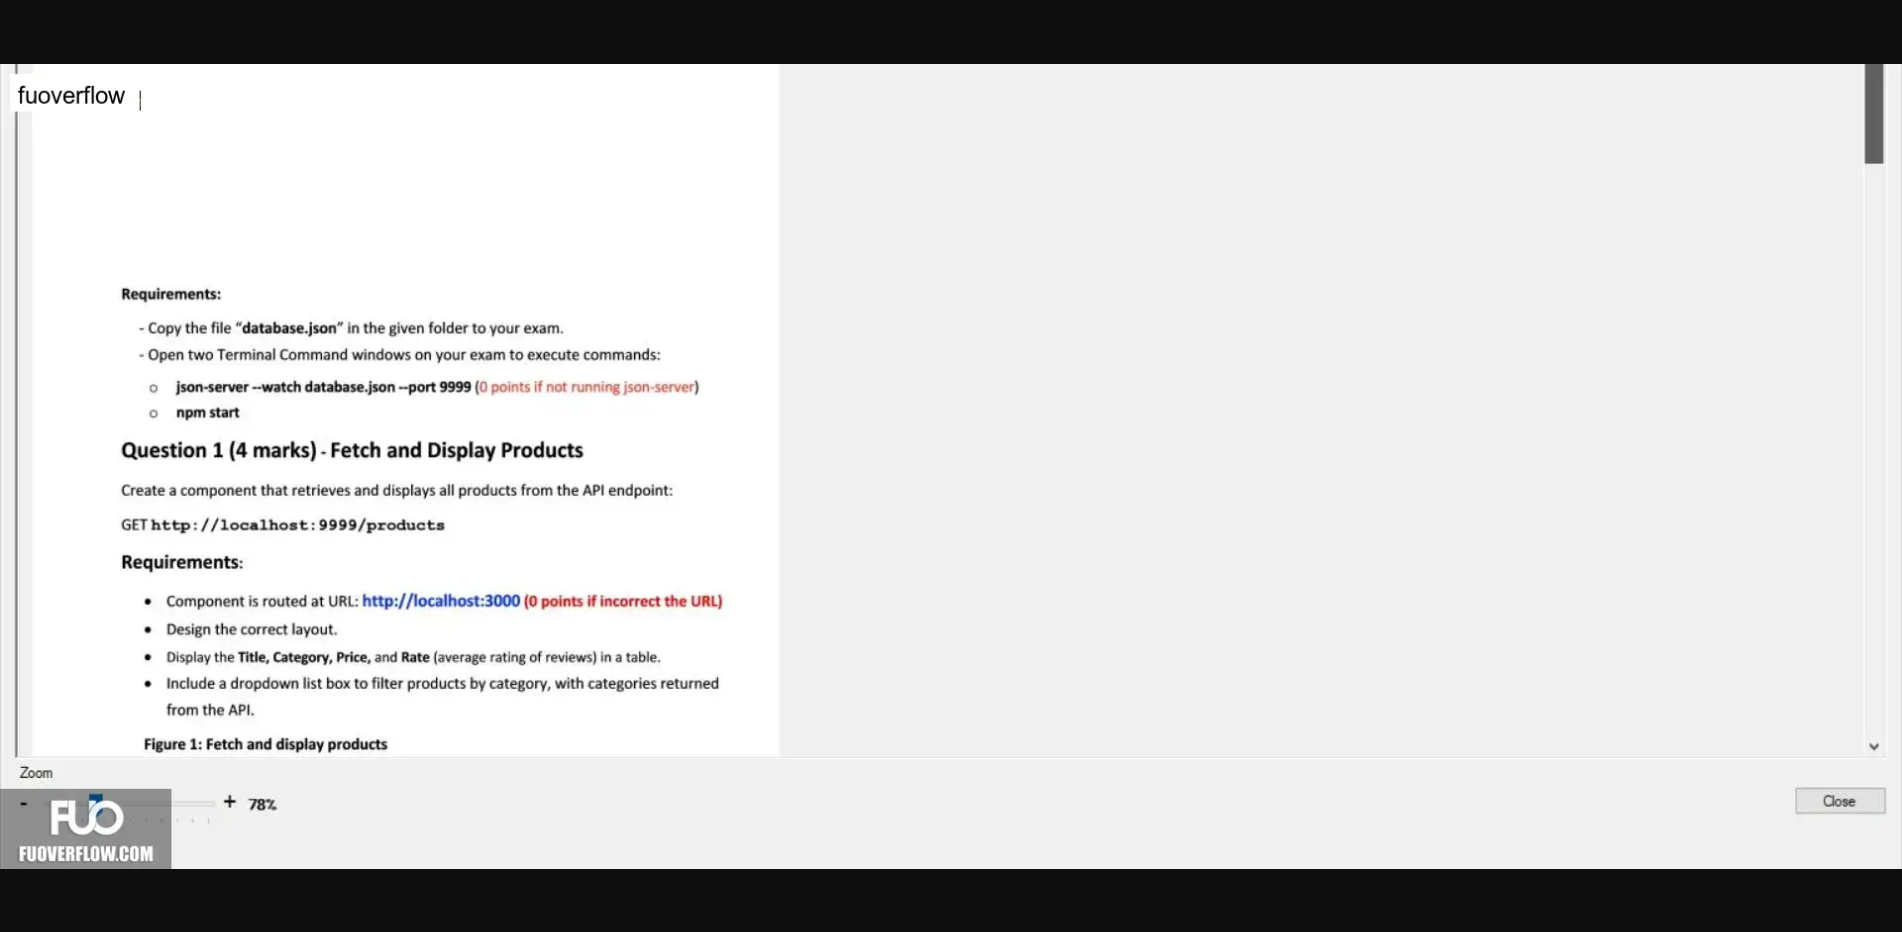 fuoverflow
Requirements:
- Copy the file “database.json” in the given folder to your exam.
- Open two Terminal Command windows on your exam to execute commands:
o json-server --watch database.json --port 9999 (0 points if not running json-server)
o npm start
Question 1 (4 marks) - Fetch and Display Products
Create a component that retrieves and displays all products from the API endpoint:
GET http://localhost:9999/products
Requirements:
• Component is routed at URL: http://localhost:3000 (0 points if incorrect the URL)
• Design the correct layout.
• Display the Title, Category, Price, and Rate (average rating of reviews) in a table.
• Include a dropdown list box to filter products by category, with categories returned
from the API.
Figure 1: Fetch and display products
Zoom
- + 78%
Close
FUO
FUOVERFLOW.COM